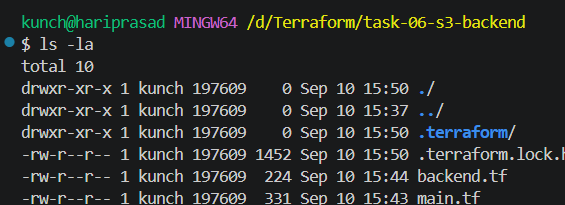 kunch@hariprasad MINGW64 /d/Terraform/task-06-s3-backend
$ ls -la
total 10
drwxr-xr-x 1 kunch 197609    0 Sep 10 15:50 ./
drwxr-xr-x 1 kunch 197609    0 Sep 10 15:37 ../
drwxr-xr-x 1 kunch 197609    0 Sep 10 15:50 .terraform/
-rw-r--r-- 1 kunch 197609 1452 Sep 10 15:50 .terraform.lock.h
-rw-r--r-- 1 kunch 197609  224 Sep 10 15:44 backend.tf
-rw-r--r-- 1 kunch 197609  331 Sep 10 15:43 main.tf